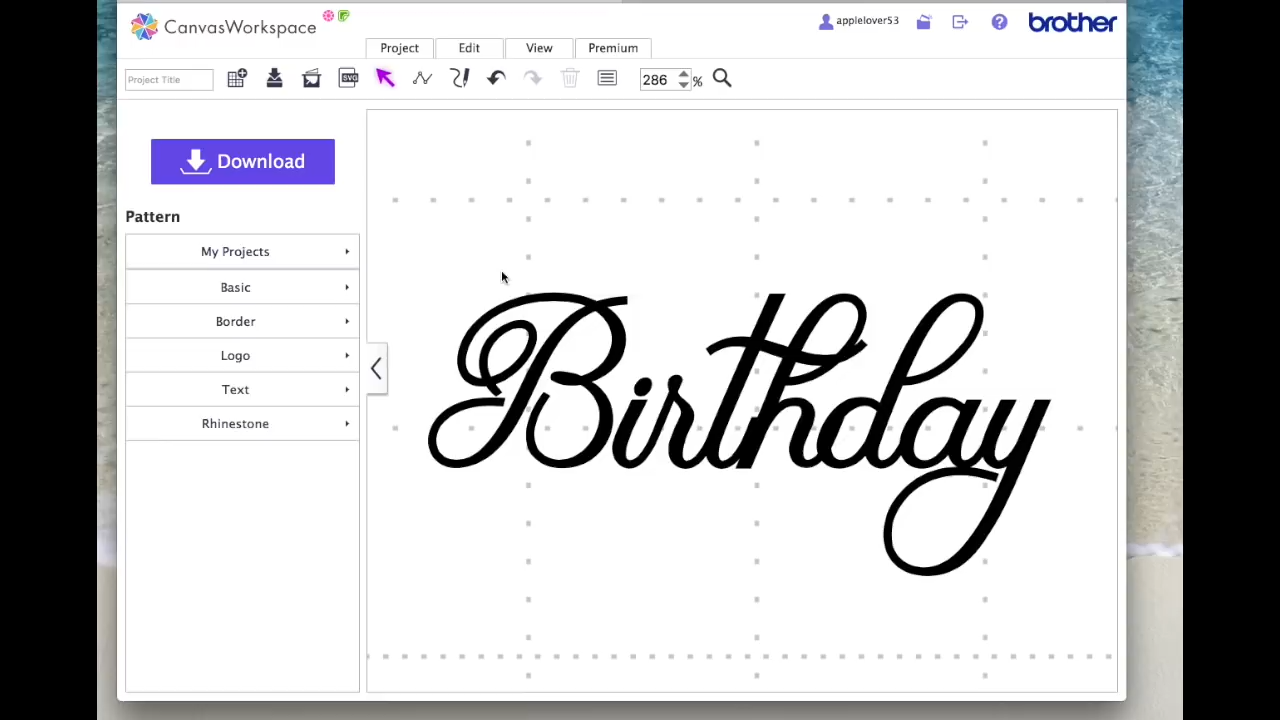 CanvasWorkspace
applelover53
brother
Project
Edit
View
Premium
Project Title
SVG
286
%
Download
Pattern
My Projects
Basic
Border
Logo
Text
Rhinestone
Birthday